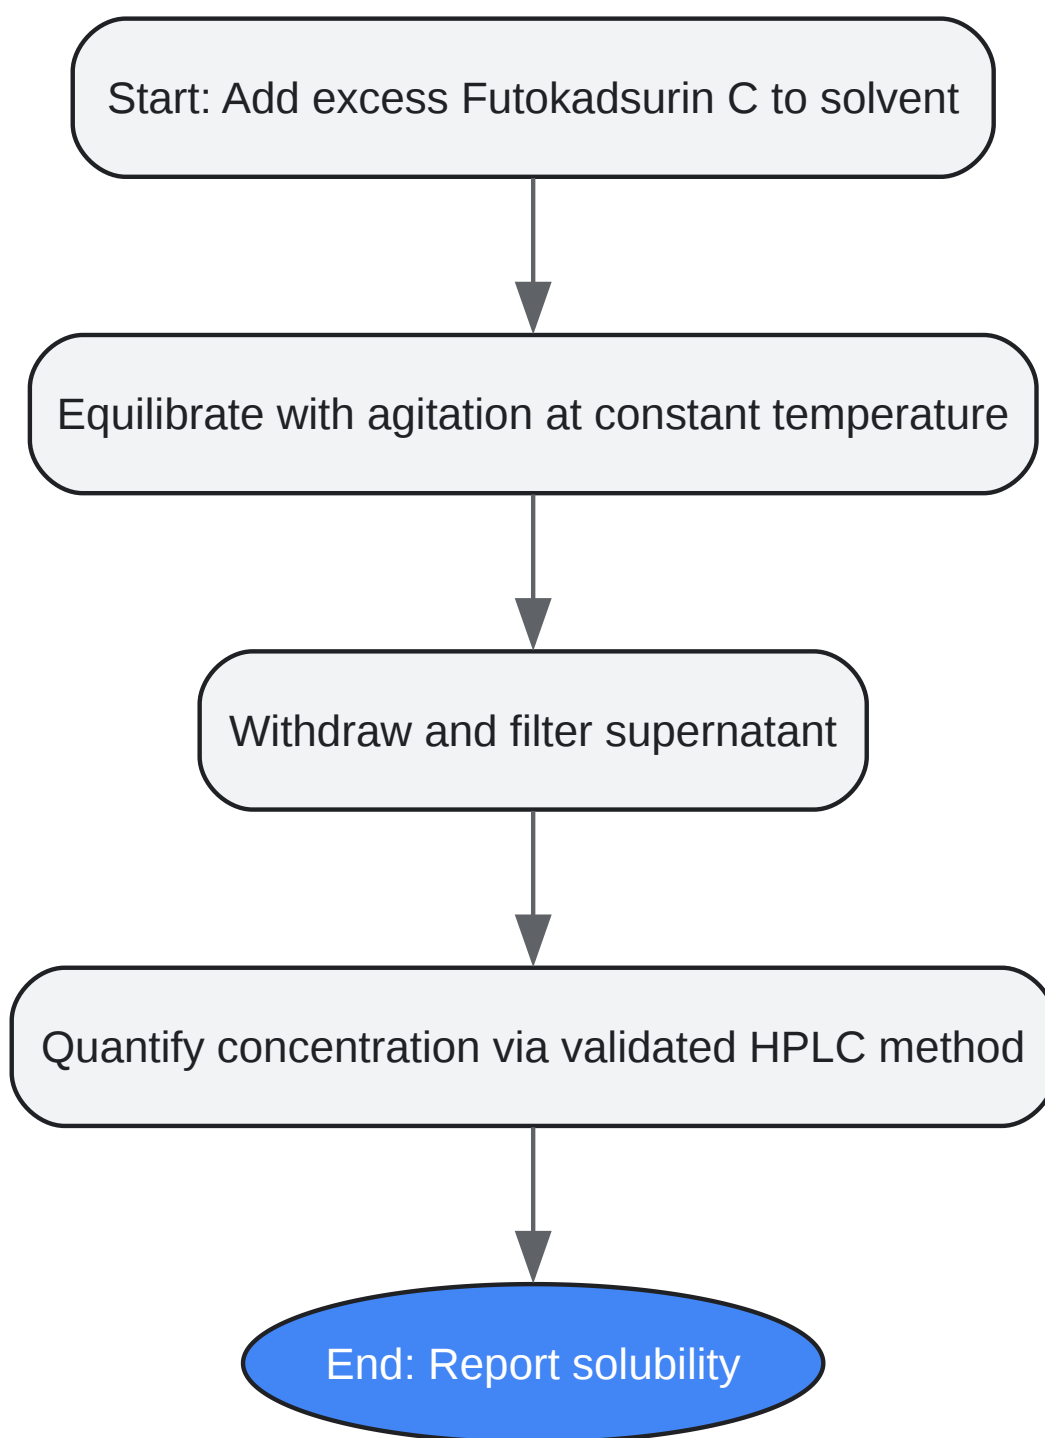 Start: Add excess Futokadsurin C to solvent
Equilibrate with agitation at constant temperature
Withdraw and filter supernatant
Quantify concentration via validated HPLC method
End: Report solubility